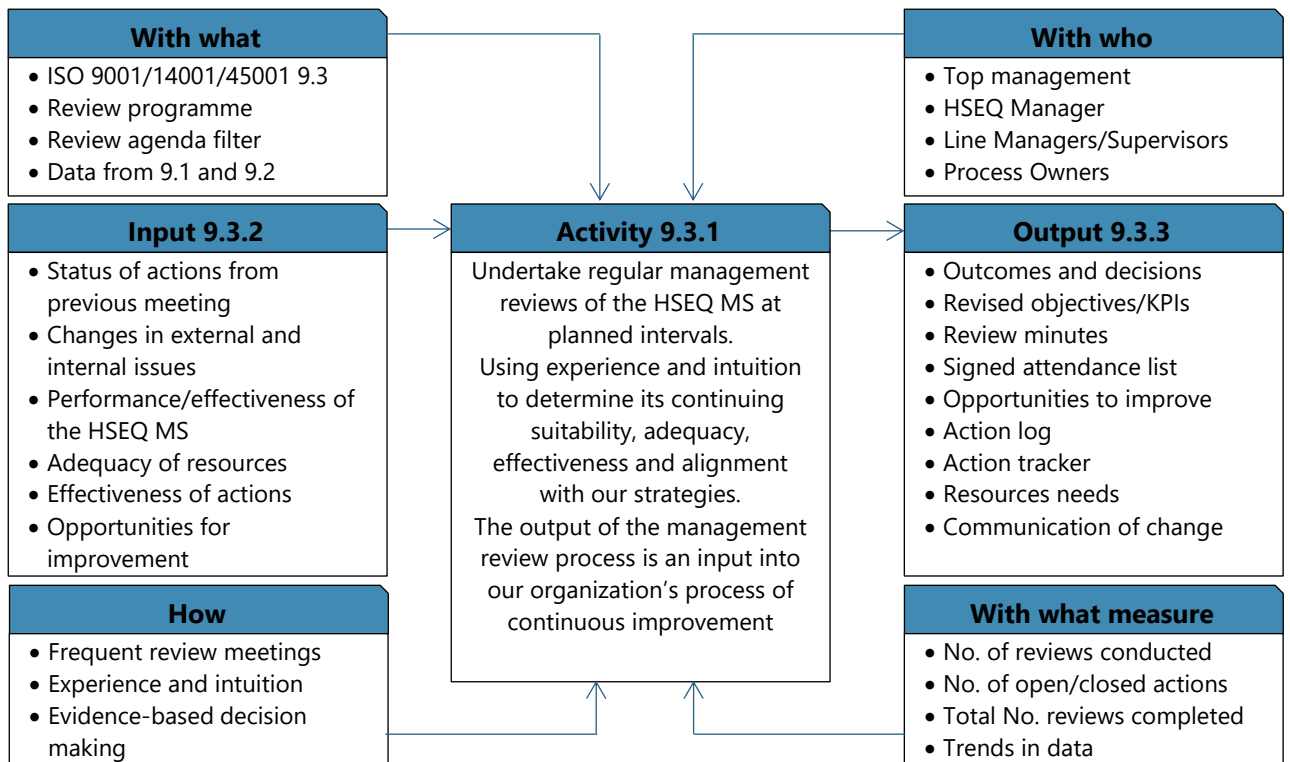 With what
• ISO 9001/14001/45001 9.3
• Review programme
• Review agenda filter
• Data from 9.1 and 9.2
With who
• Top management
• HSEQ Manager
• Line Managers/Supervisors
• Process Owners
Input 9.3.2
• Status of actions from
previous meeting
• Changes in external and
internal issues
• Performance/effectiveness of
the HSEQ MS
• Adequacy of resources
• Effectiveness of actions
• Opportunities for
improvement
Activity 9.3.1
Undertake regular management
reviews of the HSEQ MS at
planned intervals.
Using experience and intuition
to determine its continuing
suitability, adequacy,
effectiveness and alignment
with our strategies.
The output of the management
review process is an input into
our organization’s process of
continuous improvement
Output 9.3.3
• Outcomes and decisions
• Revised objectives/KPIs
• Review minutes
• Signed attendance list
• Opportunities to improve
• Action log
• Action tracker
• Resources needs
• Communication of change
How
• Frequent review meetings
• Experience and intuition
• Evidence-based decision
making
With what measure
• No. of reviews conducted
• No. of open/closed actions
• Total No. reviews completed
• Trends in data